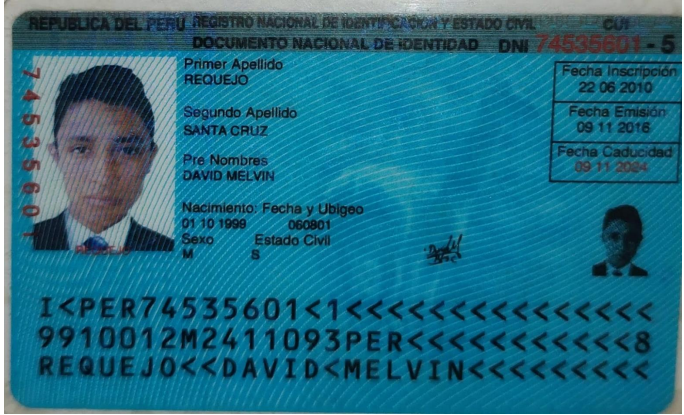 REPUBLICA DEL PERU REGISTRO NACIONAL DE IDENTIFICACION Y ESTADO CIVIL CUI
DOCUMENTO NACIONAL DE IDENTIDAD DNI 74535601 - 5
74535601
Primer Apellido
REQUEJO
Segundo Apellido
SANTA CRUZ
Pre Nombres
DAVID MELVIN
Nacimiento: Fecha y Ubigeo
01 10 1999 060801
Sexo Estado Civil
M S
Fecha Inscripción
22 06 2010
Fecha Emisión
09 11 2016
Fecha Caducidad
09 11 2024
REQUEJO
I<PER74535601<1<<<<<<<<<<<<<<<
9910012M2411093PER<<<<<<<<<<<8
REQUEJO<<DAVID<MELVIN<<<<<<<<<